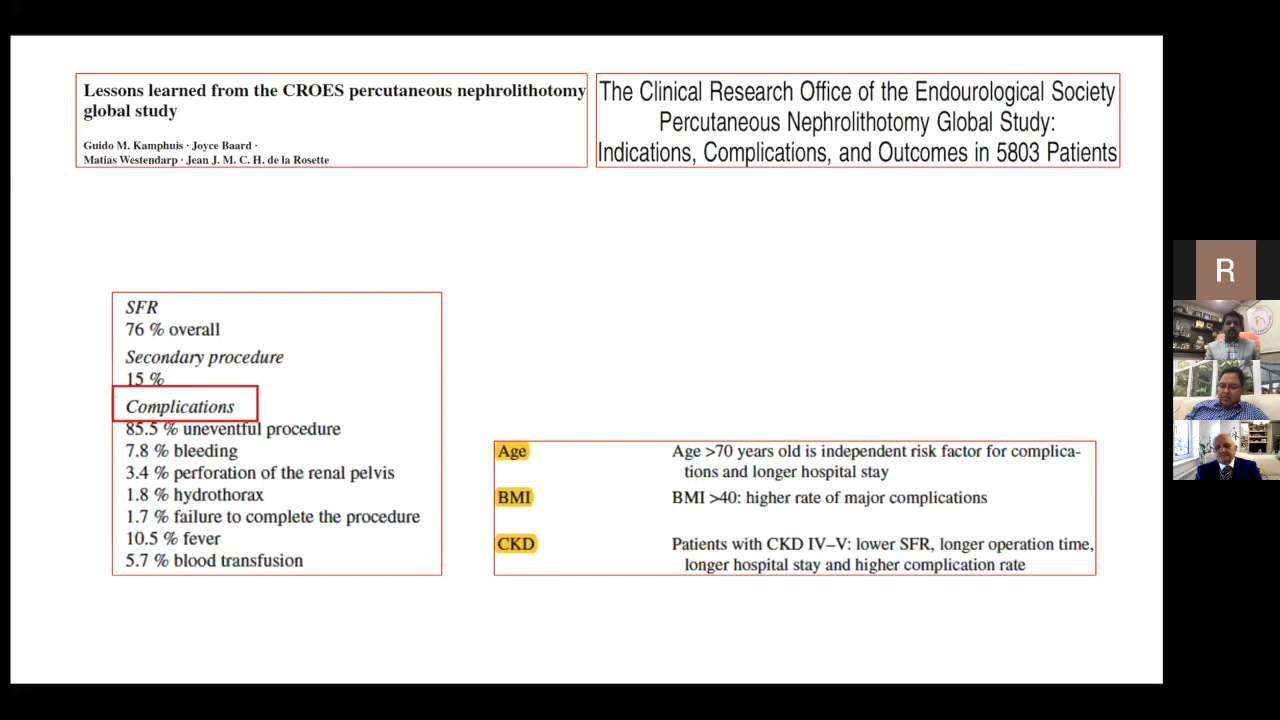 Lessons learned from the CROES percutaneous nephrolithotomy
global study
Guido M. Kamphuis · Joyce Baard ·
Matias Westendarp · Jean J. M. C. H. de la Rosette
The Clinical Research Office of the Endourological Society
Percutaneous Nephrolithotomy Global Study:
Indications, Complications, and Outcomes in 5803 Patients
SFR
76 % overall
Secondary procedure
15 %
Complications
85.5 % uneventful procedure
7.8 % bleeding
3.4 % perforation of the renal pelvis
1.8 % hydrothorax
1.7 % failure to complete the procedure
10.5 % fever
5.7 % blood transfusion
Age Age >70 years old is independent risk factor for complica-
tions and longer hospital stay
BMI BMI >40: higher rate of major complications
CKD Patients with CKD IV–V: lower SFR, longer operation time,
longer hospital stay and higher complication rate
R